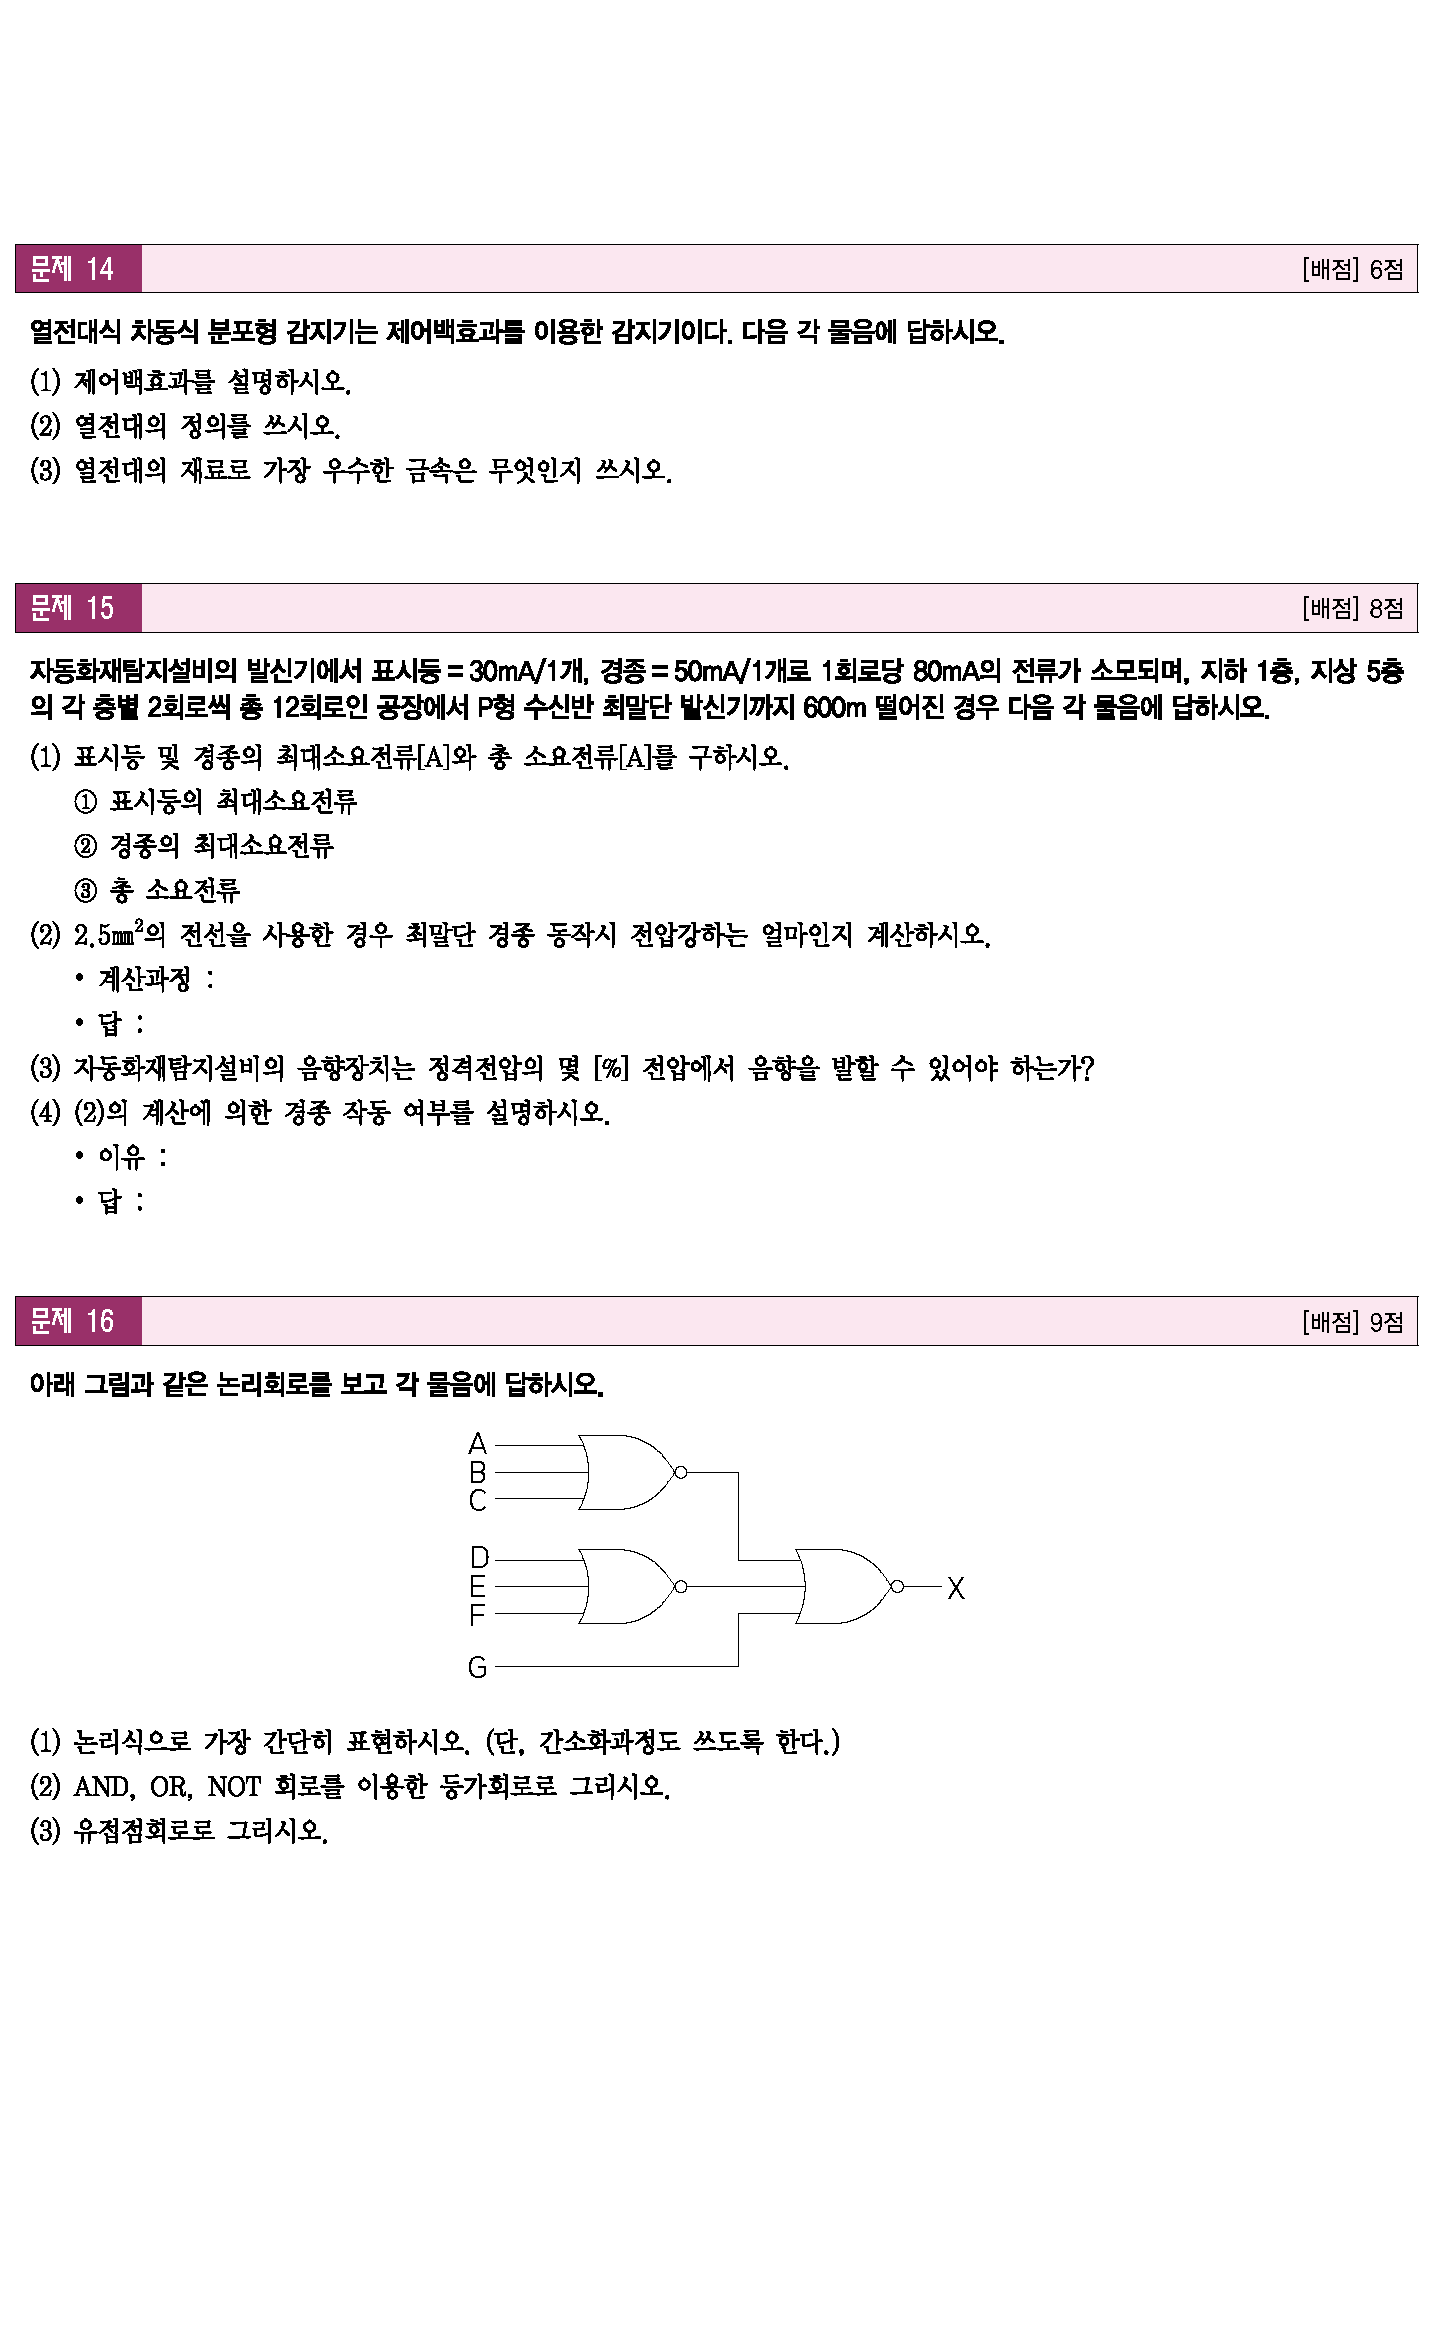 문제 14 [배점] 6점
열전대식 차동식 분포형 감지기는 제어백효과를 이용한 감지기이다. 다음 각 물음에 답하시오.
(1) 제어백효과를 설명하시오.
(2) 열전대의 정의를 쓰시오.
(3) 열전대의 재료로 가장 우수한 금속은 무엇인지 쓰시오.
문제 15 [배점] 8점
자동화재탐지설비의 발신기에서 표시등=30mA/1개, 경종=50mA/1개로 1회로당 80mA의 전류가 소모되며, 지하 1층, 지상 5층
의 각 층별 2회로씩 총 12회로인 공장에서 P형 수신반 최말단 발신기까지 600m 떨어진 경우 다음 각 물음에 답하시오.
(1) 표시등 및 경종의 최대소요전류[A]와 총 소요전류[A]를 구하시오.
① 표시등의 최대소요전류
② 경종의 최대소요전류
③ 총 소요전류
(2) 2.5㎜²의 전선을 사용한 경우 최말단 경종 동작시 전압강하는 얼마인지 계산하시오.
• 계산과정 :
• 답 :
(3) 자동화재탐지설비의 음향장치는 정격전압의 몇 [%] 전압에서 음향을 발할 수 있어야 하는가?
(4) (2)의 계산에 의한 경종 작동 여부를 설명하시오.
• 이유 :
• 답 :
문제 16 [배점] 9점
아래 그림과 같은 논리회로를 보고 각 물음에 답하시오.
A
B
C
D
E
F
G
X
(1) 논리식으로 가장 간단히 표현하시오. (단, 간소화과정도 쓰도록 한다.)
(2) AND, OR, NOT 회로를 이용한 등가회로로 그리시오.
(3) 유접점회로로 그리시오.